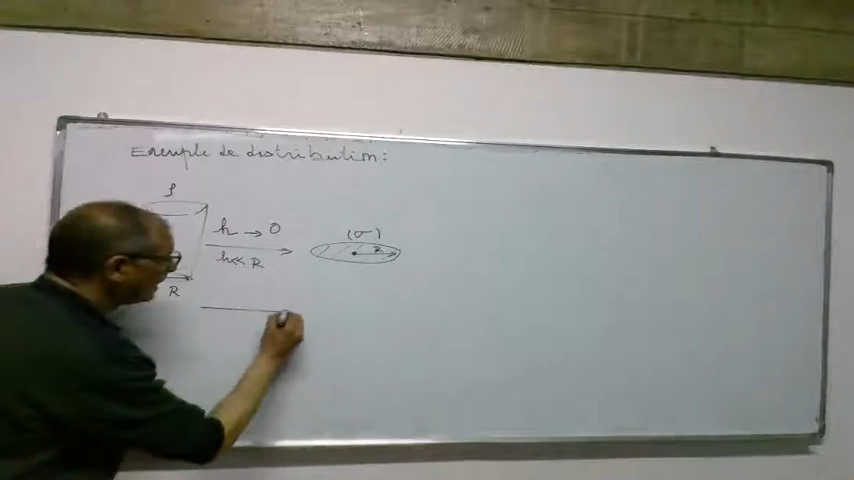 Exemple de distribution:
ρ
h → 0
(σ)
h << R
R
R